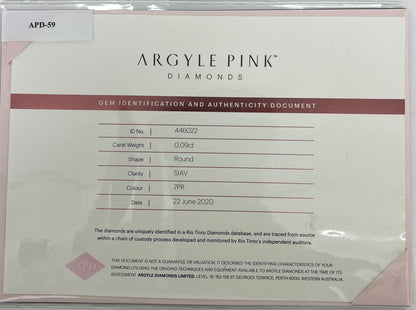 APD-59
ARGYLE PINK™
DIAMONDS
GEM IDENTIFICATION AND AUTHENTICITY DOCUMENT
ID No. 446022
Carat Weight 0.09ct
Shape Round
Clarity SIAV
Colour 7PR
Date 22 June 2020
The diamonds are uniquely identified in a Rio Tinto Diamonds database, and are traced from source
within a chain of custody process developed and monitored by Rio Tinto's independent auditors.
APD
THIS DOCUMENT IS NOT A GUARANTEE OR VALUATION. IT DESCRIBES THE IDENTIFYING CHARACTERISTICS OF YOUR
DIAMOND UTILISING THE GRADING TECHNIQUES AND EQUIPMENT AVAILABLE TO ARGYLE DIAMONDS AT THE TIME OF ITS
ASSESSMENT. ARGYLE DIAMONDS LIMITED. LEVEL 18, 152-158 ST GEORGES TERRACE, PERTH 6000, WESTERN AUSTRALIA